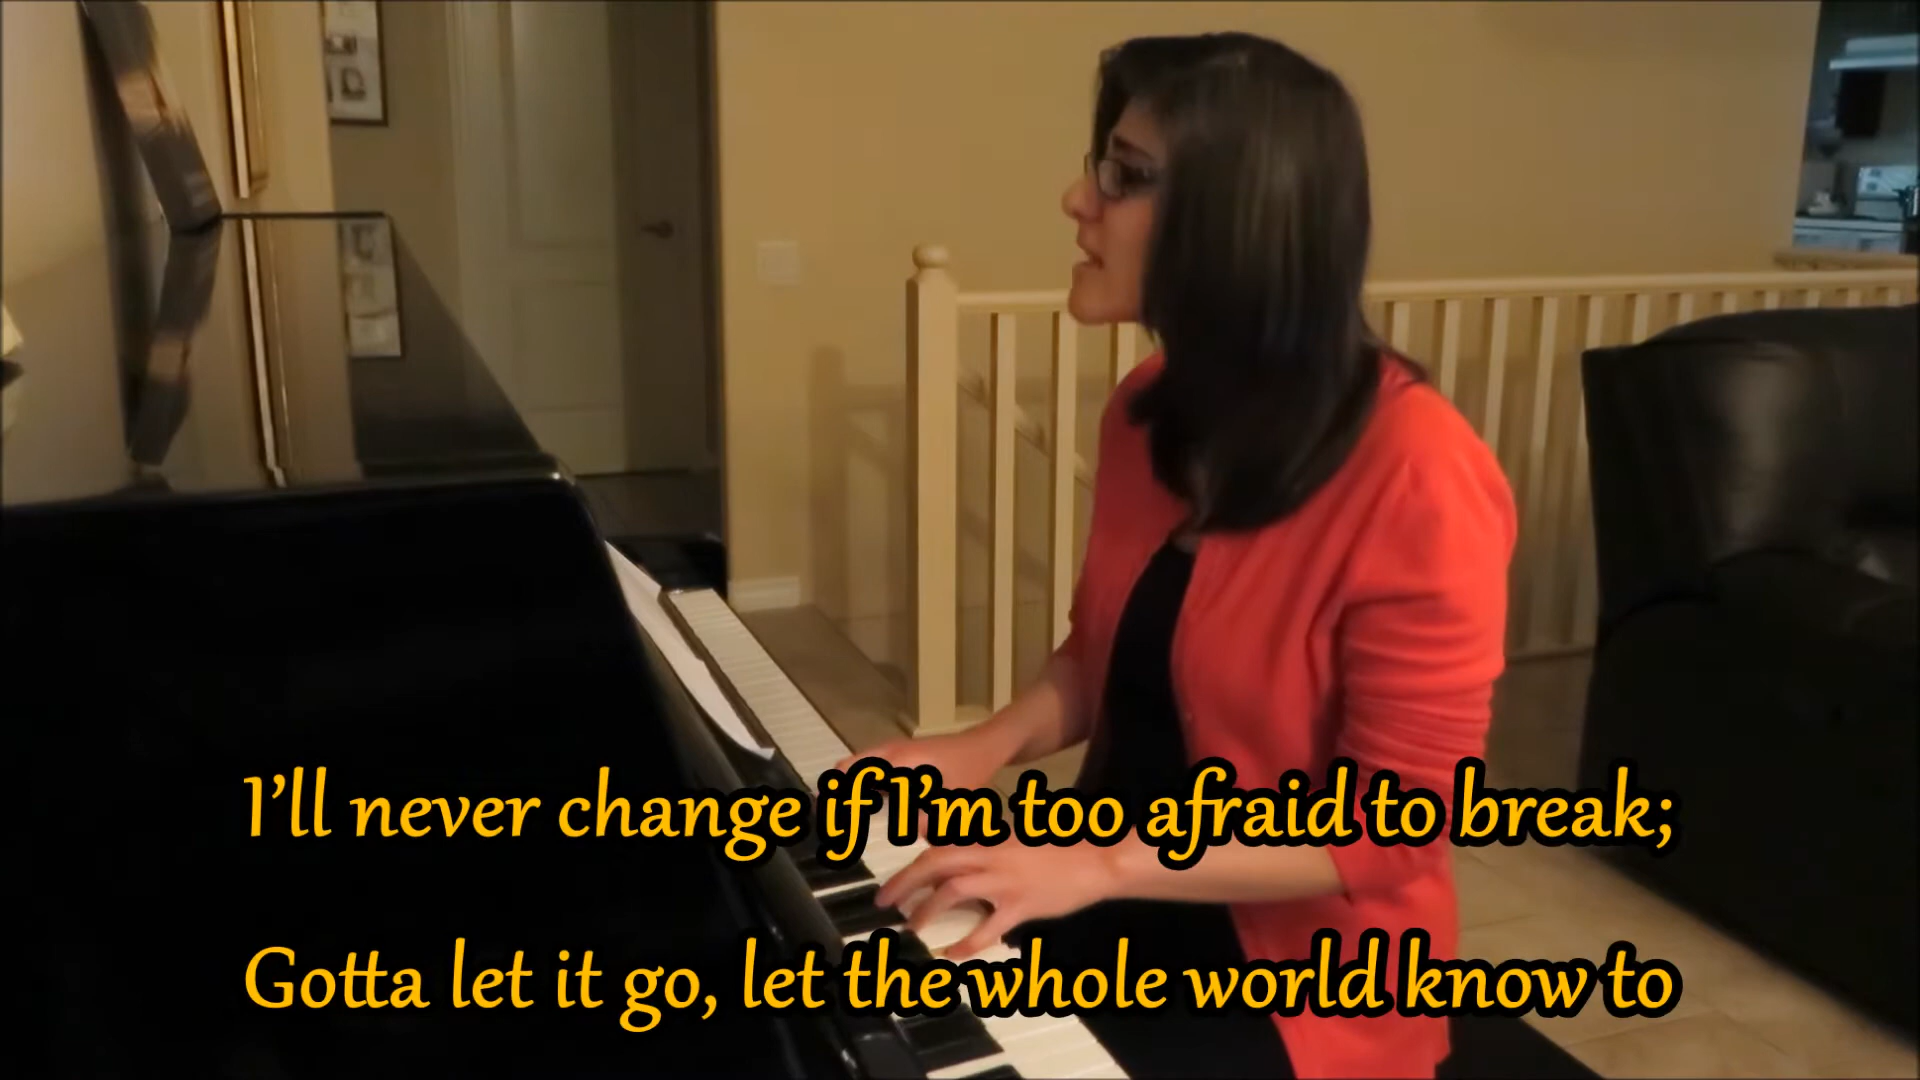 I'll never change if I'm too afraid to break;
Gotta let it go, let the whole world know to